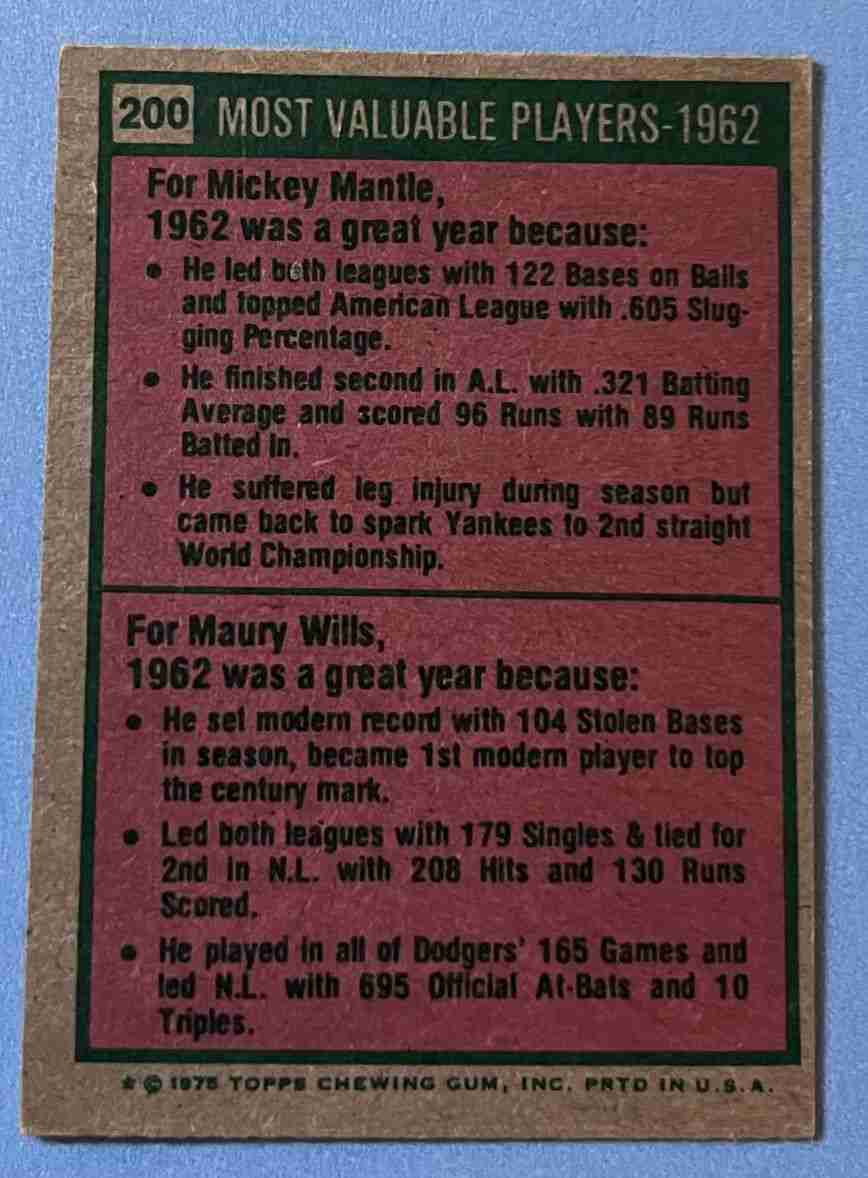 200 MOST VALUABLE PLAYERS-1962
For Mickey Mantle,
1962 was a great year because:
• He led both leagues with 122 Bases on Balls
and topped American League with .605 Slug-
ging Percentage.
• He finished second in A.L. with .321 Batting
Average and scored 96 Runs with 89 Runs
Batted In.
• He suffered leg injury during season but
came back to spark Yankees to 2nd straight
World Championship.
For Maury Wills,
1962 was a great year because:
• He set modern record with 104 Stolen Bases
in season, became 1st modern player to top
the century mark.
• Led both leagues with 179 Singles & tied for
2nd in N.L. with 208 Hits and 130 Runs
Scored.
• He played in all of Dodgers' 165 Games and
led N.L. with 695 Official At-Bats and 10
Triples.
* © 1975 TOPPS CHEWING GUM, INC. PRTD IN U.S.A.